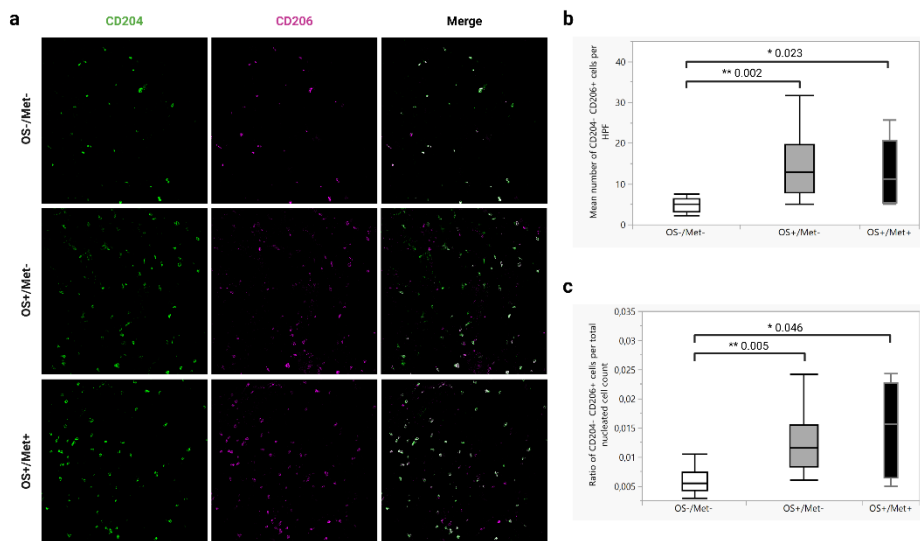 a
CD204
CD206
Merge
OS-/Met-
OS+/Met-
OS+/Met+
b
Mean number of CD204- CD206+ cells per
HPF
40
30
20
10
0
* 0.023
** 0.002
OS-/Met-
OS+/Met-
OS+/Met+
c
Ratio of CD204- CD206+ cells per total
nucleated cell count
0,035
0,03
0,025
0,02
0,015
0,01
0,005
* 0.046
** 0.005
OS-/Met-
OS+/Met-
OS+/Met+